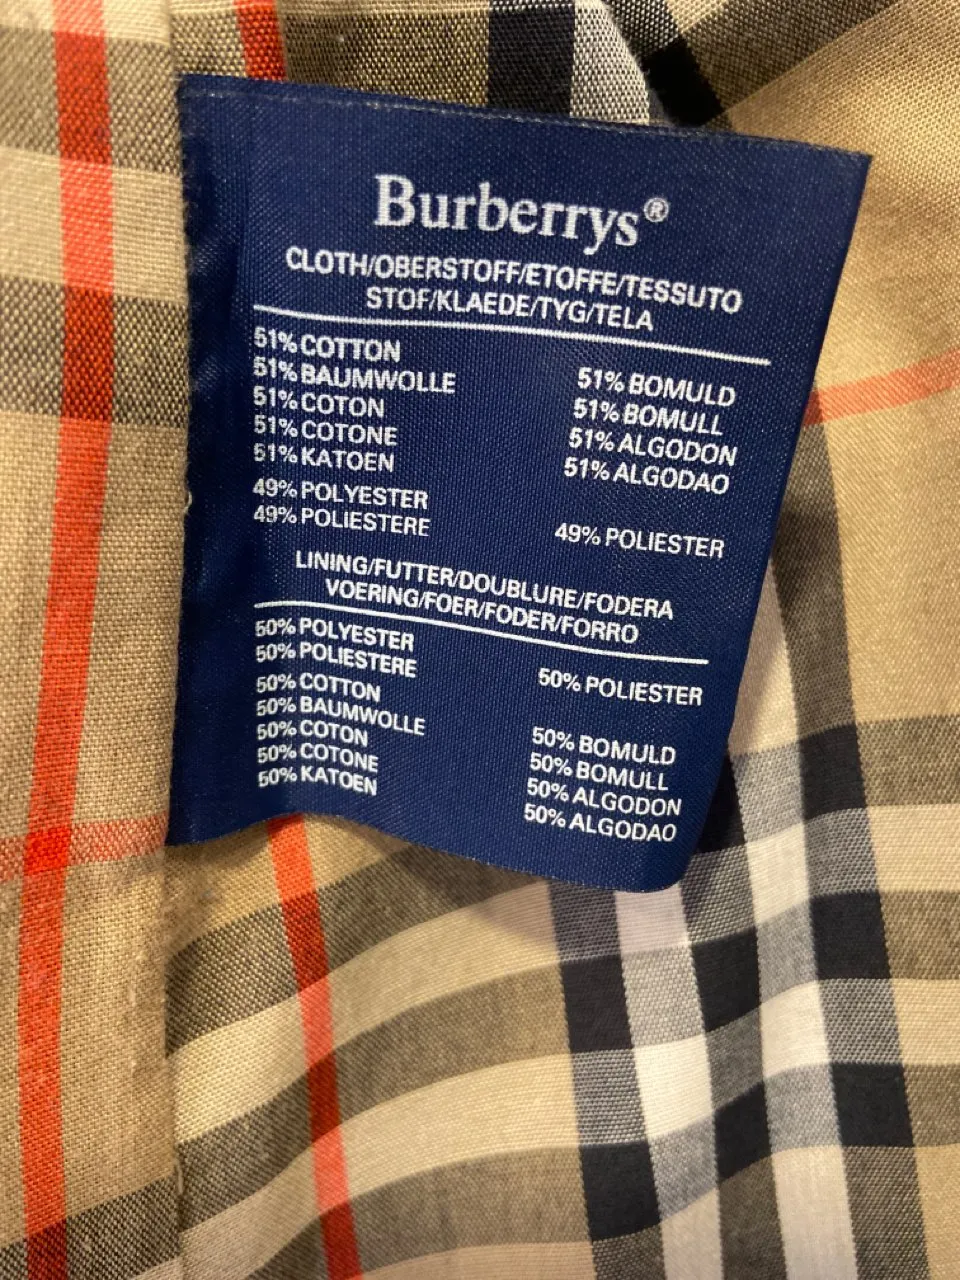 Burberrys®
CLOTH/OBERSTOFF/ETOFFE/TESSUTO
STOF/KLAEDE/TYG/TELA
51% COTTON
51% BAUMWOLLE
51% COTON
51% COTONE
51% KATOEN
51% BOMULD
51% BOMULL
51% ALGODON
51% ALGODAO
49% POLYESTER
49% POLIESTERE
49% POLIESTER
LINING/FUTTER/DOUBLURE/FODERA
VOERING/FOER/FODER/FORRO
50% POLYESTER
50% POLIESTERE
50% POLIESTER
50% COTTON
50% BAUMWOLLE
50% COTON
50% COTONE
50% KATOEN
50% BOMULD
50% BOMULL
50% ALGODON
50% ALGODAO